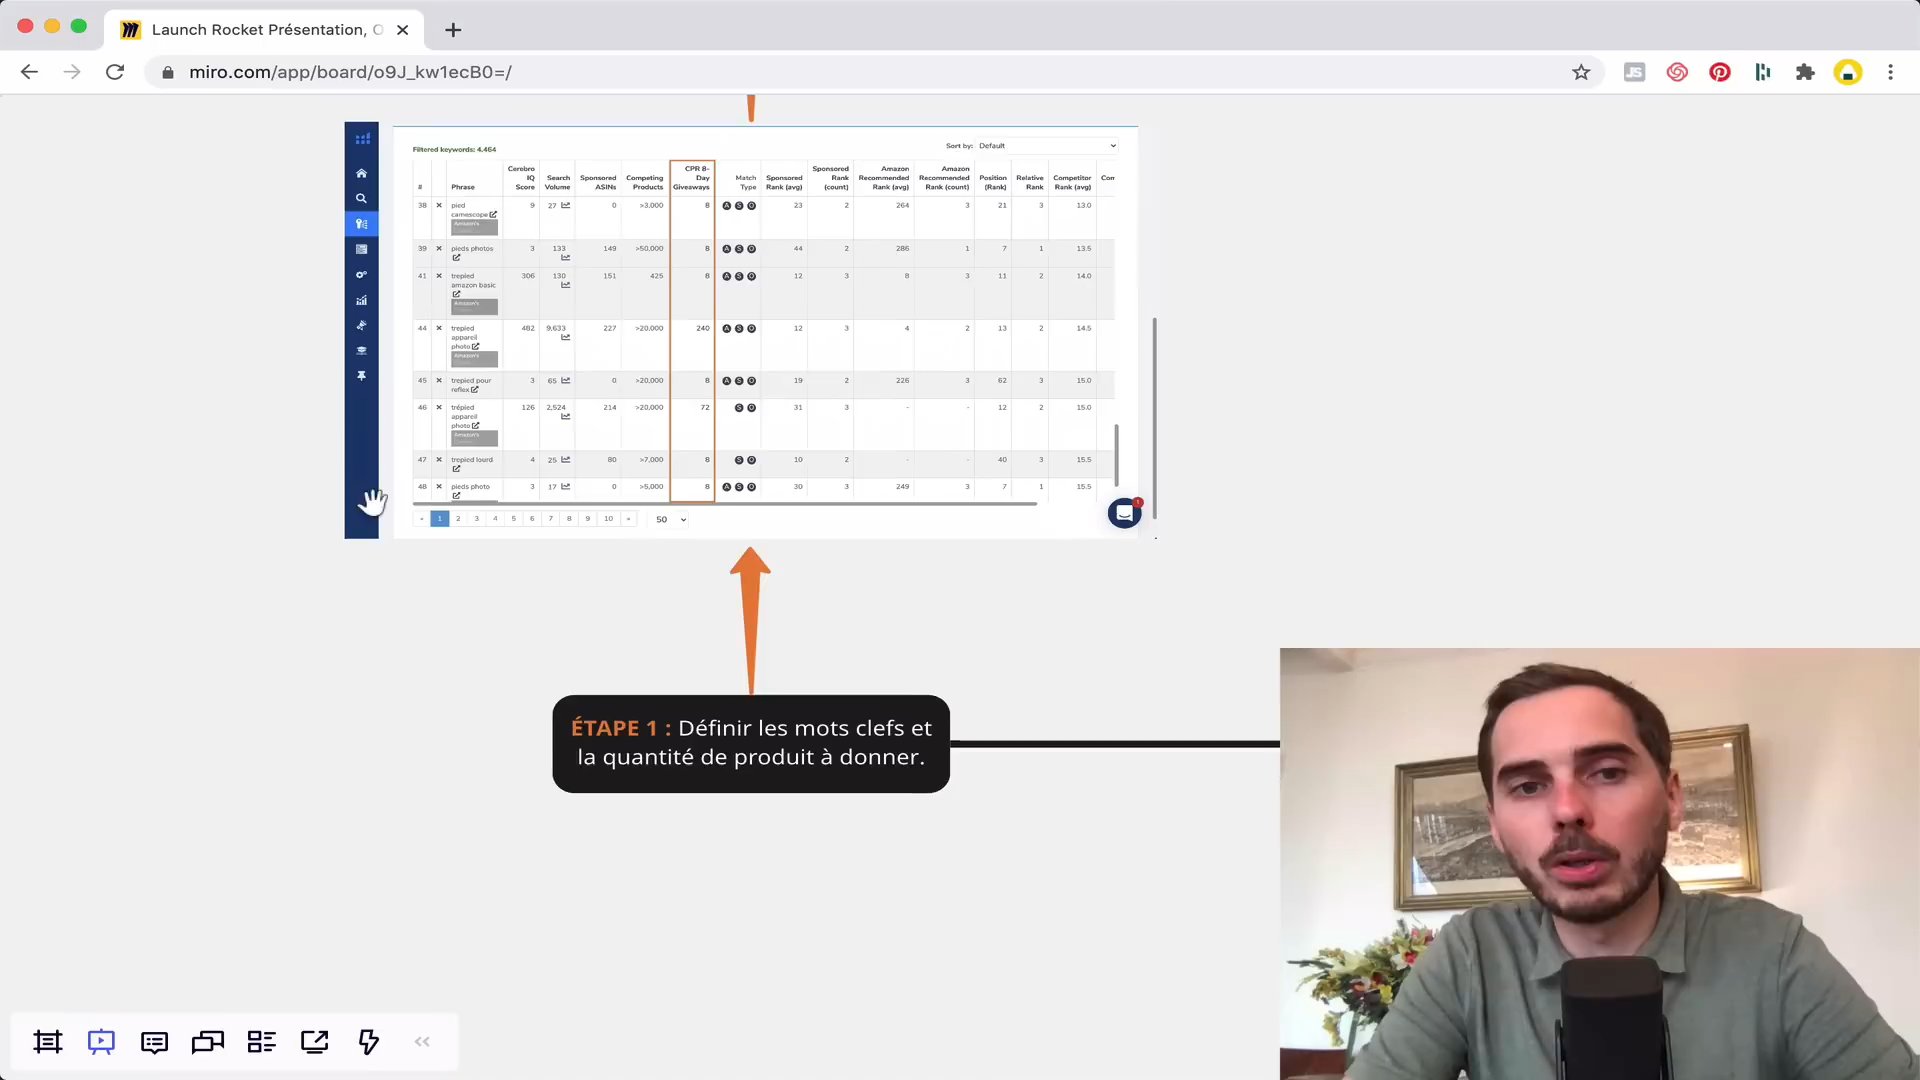 Launch Rocket Présentation, O
miro.com/app/board/o9J_kw1ecB0=/
Filtered keywords: 4,464
Sort by: Default
# Phrase Cerebro IQ Score Search Volume Sponsored ASINs Competing Products CPR 8-Day Giveaways Match Type Sponsored Rank (avg) Sponsored Rank (count) Amazon Recommended Rank (avg) Amazon Recommended Rank (count) Position (Rank) Relative Rank Competitor Rank (avg) Con
38 × pied camescope Amazon's 9 27 0 >3,000 8 A S O 23 2 264 3 21 3 13.0
39 × pieds photos 3 133 149 >50,000 8 A S O 44 2 286 1 7 1 13.5
41 × trepied amazon basic Amazon's 306 130 151 425 8 A S O 12 3 8 3 11 2 14.0
44 × trepied appareil photo Amazon's 482 9,633 227 >20,000 240 A S O 12 3 4 2 13 2 14.5
45 × trepied pour reflex 3 65 0 >20,000 8 A S O 19 2 226 3 62 3 15.0
46 × trépied appareil photo Amazon's 126 2,524 214 >20,000 72 S O 31 3 - - 12 2 15.0
47 × trepied lourd 4 25 80 >7,000 8 S O 10 2 - - 40 3 15.5
48 × pieds photo 3 17 0 >5,000 8 A S O 30 3 249 3 7 1 15.5
« 1 2 3 4 5 6 7 8 9 10 » 50
1
ÉTAPE 1 : Définir les mots clefs et
la quantité de produit à donner.
JS